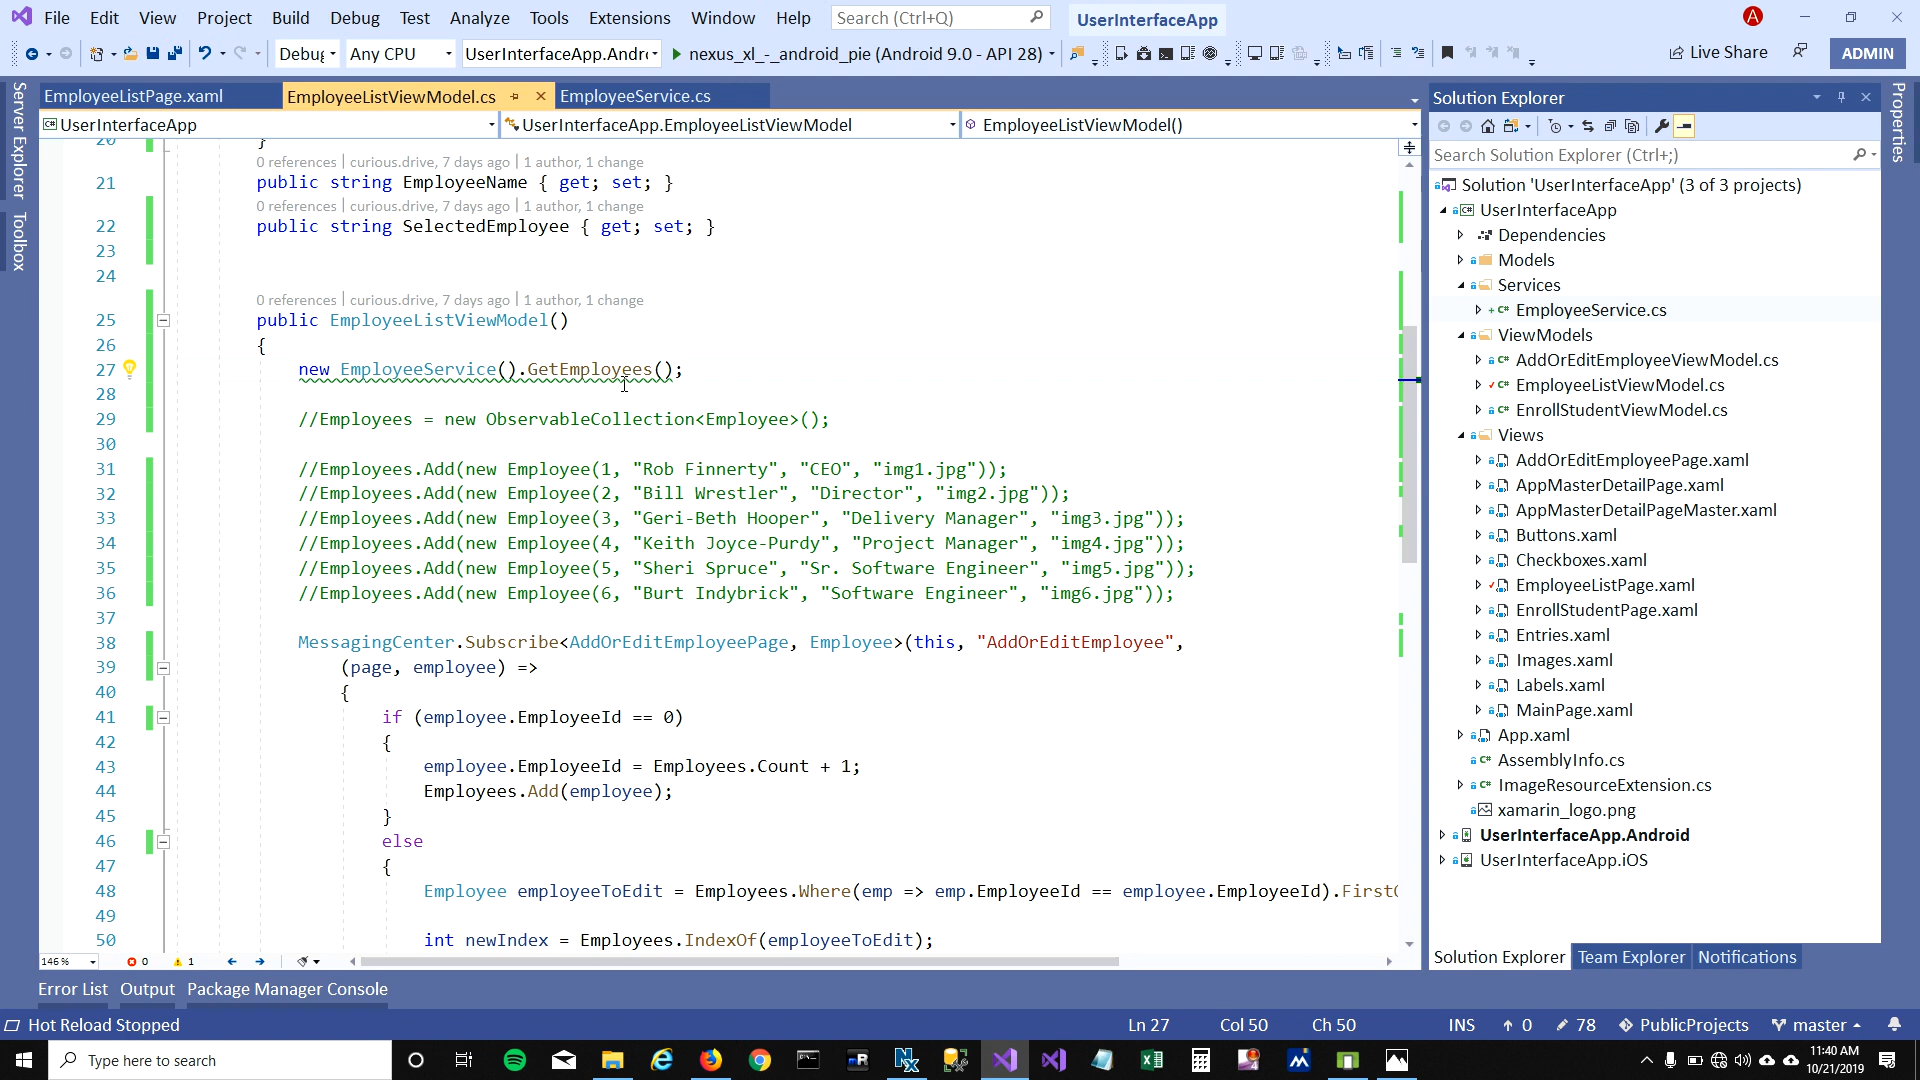 File Edit View Project Build Debug Test Analyze Tools Extensions Window Help Search (Ctrl+Q) UserInterfaceApp A
Debug Any CPU UserInterfaceApp.Andr nexus_xl_-_android_pie (Android 9.0 - API 28) Live Share ADMIN
Server Explorer
Toolbox
EmployeeListPage.xaml EmployeeListViewModel.cs EmployeeService.cs
UserInterfaceApp UserInterfaceApp.EmployeeListViewModel EmployeeListViewModel()
20 }
0 references | curious.drive, 7 days ago | 1 author, 1 change
21 public string EmployeeName { get; set; }
0 references | curious.drive, 7 days ago | 1 author, 1 change
22 public string SelectedEmployee { get; set; }
23
24
0 references | curious.drive, 7 days ago | 1 author, 1 change
25 public EmployeeListViewModel()
26 {
27 new EmployeeService().GetEmployees();
28
29 //Employees = new ObservableCollection<Employee>();
30
31 //Employees.Add(new Employee(1, "Rob Finnerty", "CEO", "img1.jpg"));
32 //Employees.Add(new Employee(2, "Bill Wrestler", "Director", "img2.jpg"));
33 //Employees.Add(new Employee(3, "Geri-Beth Hooper", "Delivery Manager", "img3.jpg"));
34 //Employees.Add(new Employee(4, "Keith Joyce-Purdy", "Project Manager", "img4.jpg"));
35 //Employees.Add(new Employee(5, "Sheri Spruce", "Sr. Software Engineer", "img5.jpg"));
36 //Employees.Add(new Employee(6, "Burt Indybrick", "Software Engineer", "img6.jpg"));
37
38 MessagingCenter.Subscribe<AddOrEditEmployeePage, Employee>(this, "AddOrEditEmployee",
39 (page, employee) =>
40 {
41 if (employee.EmployeeId == 0)
42 {
43 employee.EmployeeId = Employees.Count + 1;
44 Employees.Add(employee);
45 }
46 else
47 {
48 Employee employeeToEdit = Employees.Where(emp => emp.EmployeeId == employee.EmployeeId).First
49
50 int newIndex = Employees.IndexOf(employeeToEdit);
146 % 0 1
Solution Explorer
Search Solution Explorer (Ctrl+;)
Solution 'UserInterfaceApp' (3 of 3 projects)
UserInterfaceApp
Dependencies
Models
Services
EmployeeService.cs
ViewModels
AddOrEditEmployeeViewModel.cs
EmployeeListViewModel.cs
EnrollStudentViewModel.cs
Views
AddOrEditEmployeePage.xaml
AppMasterDetailPage.xaml
AppMasterDetailPageMaster.xaml
Buttons.xaml
Checkboxes.xaml
EmployeeListPage.xaml
EnrollStudentPage.xaml
Entries.xaml
Images.xaml
Labels.xaml
MainPage.xaml
App.xaml
AssemblyInfo.cs
ImageResourceExtension.cs
xamarin_logo.png
UserInterfaceApp.Android
UserInterfaceApp.iOS
Solution Explorer Team Explorer Notifications
Properties
Error List Output Package Manager Console
Hot Reload Stopped Ln 27 Col 50 Ch 50 INS 0 78 PublicProjects master
Type here to search 11:40 AM
10/21/2019